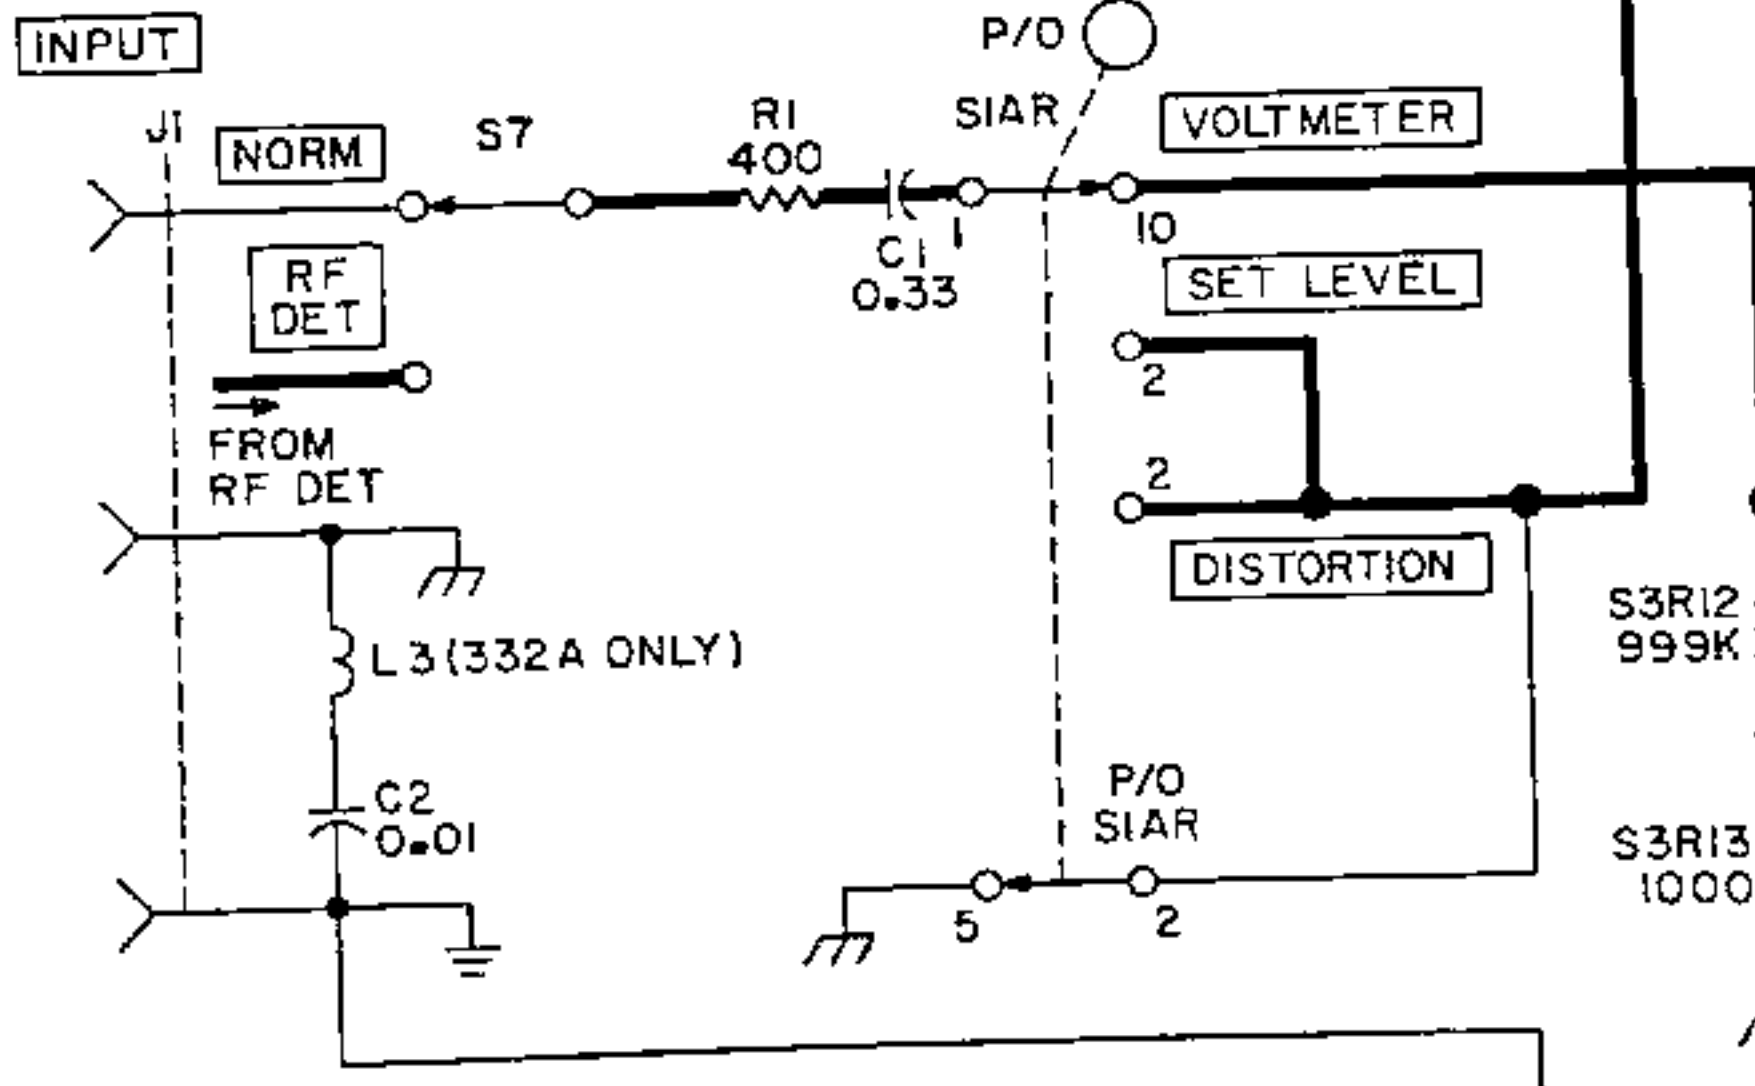 INPUT
P/O
J1
NORM
S7
R1
400
S1AR
VOLTMETER
RF
DET
C1
0.33
1
10
SET LEVEL
2
FROM
RF DET
2
DISTORTION
S3R12
999K
L3(332A ONLY)
C2
0.01
P/O
S1AR
S3R13
1000
5
2